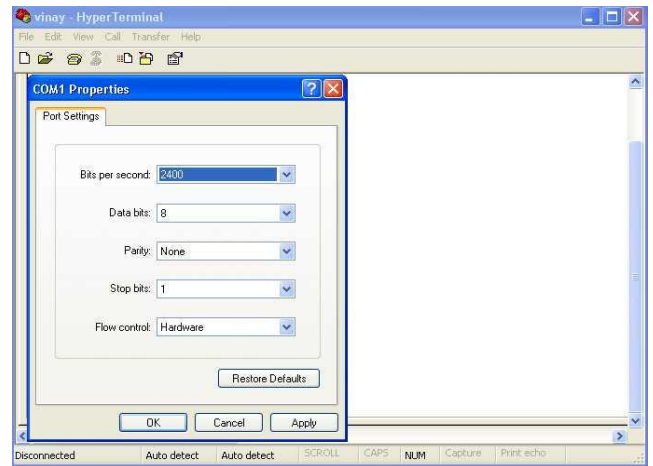 vinay - HyperTerminal
File Edit View Call Transfer Help
COM1 Properties
Port Settings
Bits per second: 2400
Data bits: 8
Parity: None
Stop bits: 1
Flow control: Hardware
Restore Defaults
OK Cancel Apply
Disconnected Auto detect Auto detect SCROLL CAPS NUM Capture Print echo